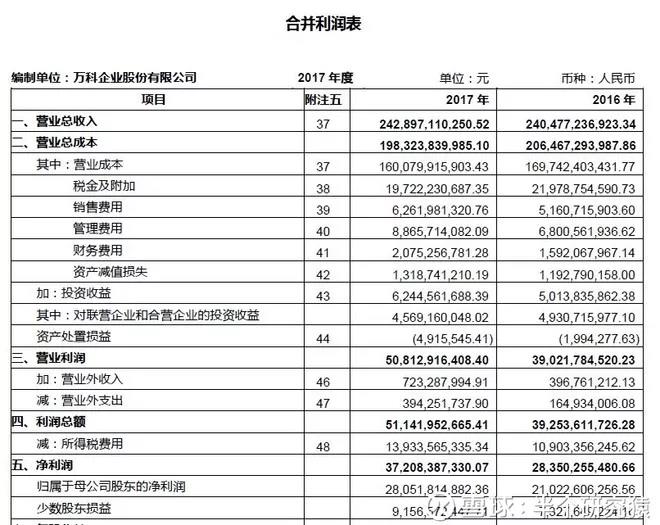 合并利润表
编制单位：万科企业股份有限公司 2017 年度 单位：元 币种：人民币
项目 附注五 2017 年 2016 年
一、营业总收入 37 242,897,110,250.52 240,477,236,923.34
二、营业总成本 198,323,839,985.10 206,467,293,987.86
其中：营业成本 37 160,079,915,903.43 169,742,403,431.77
税金及附加 38 19,722,230,687.35 21,978,754,590.73
销售费用 39 6,261,981,320.76 5,160,715,903.60
管理费用 40 8,865,714,082.09 6,800,561,936.62
财务费用 41 2,075,256,781.28 1,592,067,967.14
资产减值损失 42 1,318,741,210.19 1,192,790,158.00
加：投资收益 43 6,244,561,688.39 5,013,835,862.38
其中：对联营企业和合营企业的投资收益 4,569,160,048.02 4,930,715,977.10
资产处置损益 44 (4,915,545.41) (1,994,277.63)
三、营业利润 50,812,916,408.40 39,021,784,520.23
加：营业外收入 46 723,287,994.91 396,761,212.13
减：营业外支出 47 394,251,737.90 164,934,006.08
四、利润总额 51,141,952,665.41 39,253,611,726.28
减：所得税费用 48 13,933,565,335.34 10,903,356,245.62
五、净利润 37,208,387,330.07 28,350,255,480.66
归属于母公司股东的净利润 28,051,814,882.36 21,022,606,256.56
少数股东损益
雪球：半个研究猿